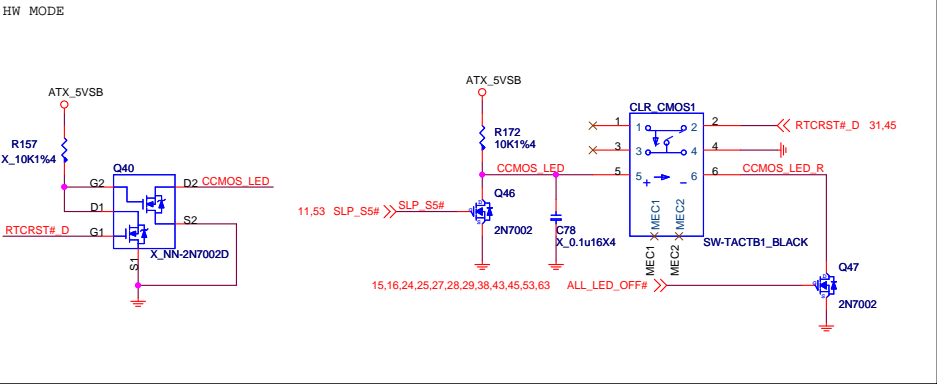 HW MODE
ATX_5VSB
R157
X_10K1%4
Q40
G2
D2
CCMOS_LED
D1
S2
RTCRST#_D
G1
X_NN-2N7002D
S1
ATX_5VSB
R172
10K1%4
CCMOS_LED
Q46
11,53 SLP_S5#
SLP_S5#
2N7002
C78
X_0.1u16X4
CLR_CMOS1
1
1
2
2
RTCRST#_D 31,45
3
3
4
4
5
5
6
6
CCMOS_LED_R
+
-
MEC1
MEC2
MEC1
MEC2
SW-TACTB1_BLACK
15,16,24,25,27,28,29,38,43,45,53,63 ALL_LED_OFF#
Q47
2N7002